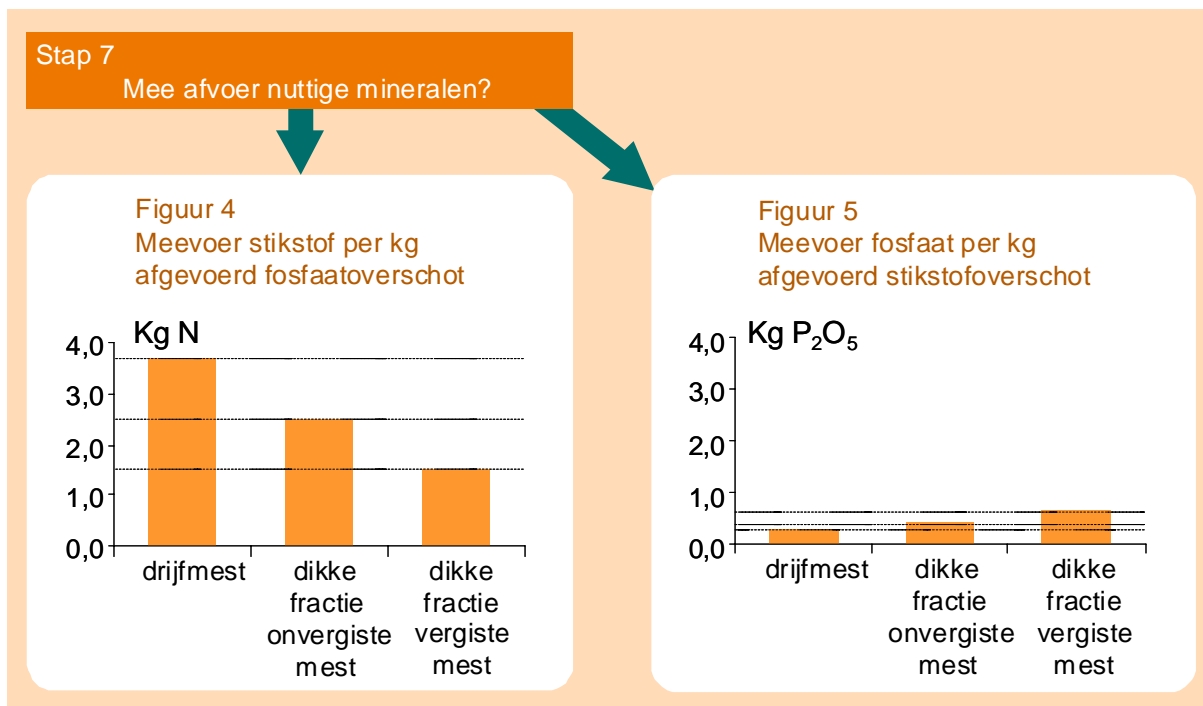 Stap 7
Mee afvoer nuttige mineralen?
Figuur 4
Meevoer stikstof per kg
afgevoerd fosfaatoverschot
Kg N
4,0
3,0
2,0
1,0
0,0
drijfmest
dikke
fractie
onvergiste
mest
dikke
fractie
vergiste
mest
Figuur 5
Meevoer fosfaat per kg
afgevoerd stikstofoverschot
Kg P₂O₅
4,0
3,0
2,0
1,0
0,0
drijfmest
dikke
fractie
onvergiste
mest
dikke
fractie
vergiste
mest